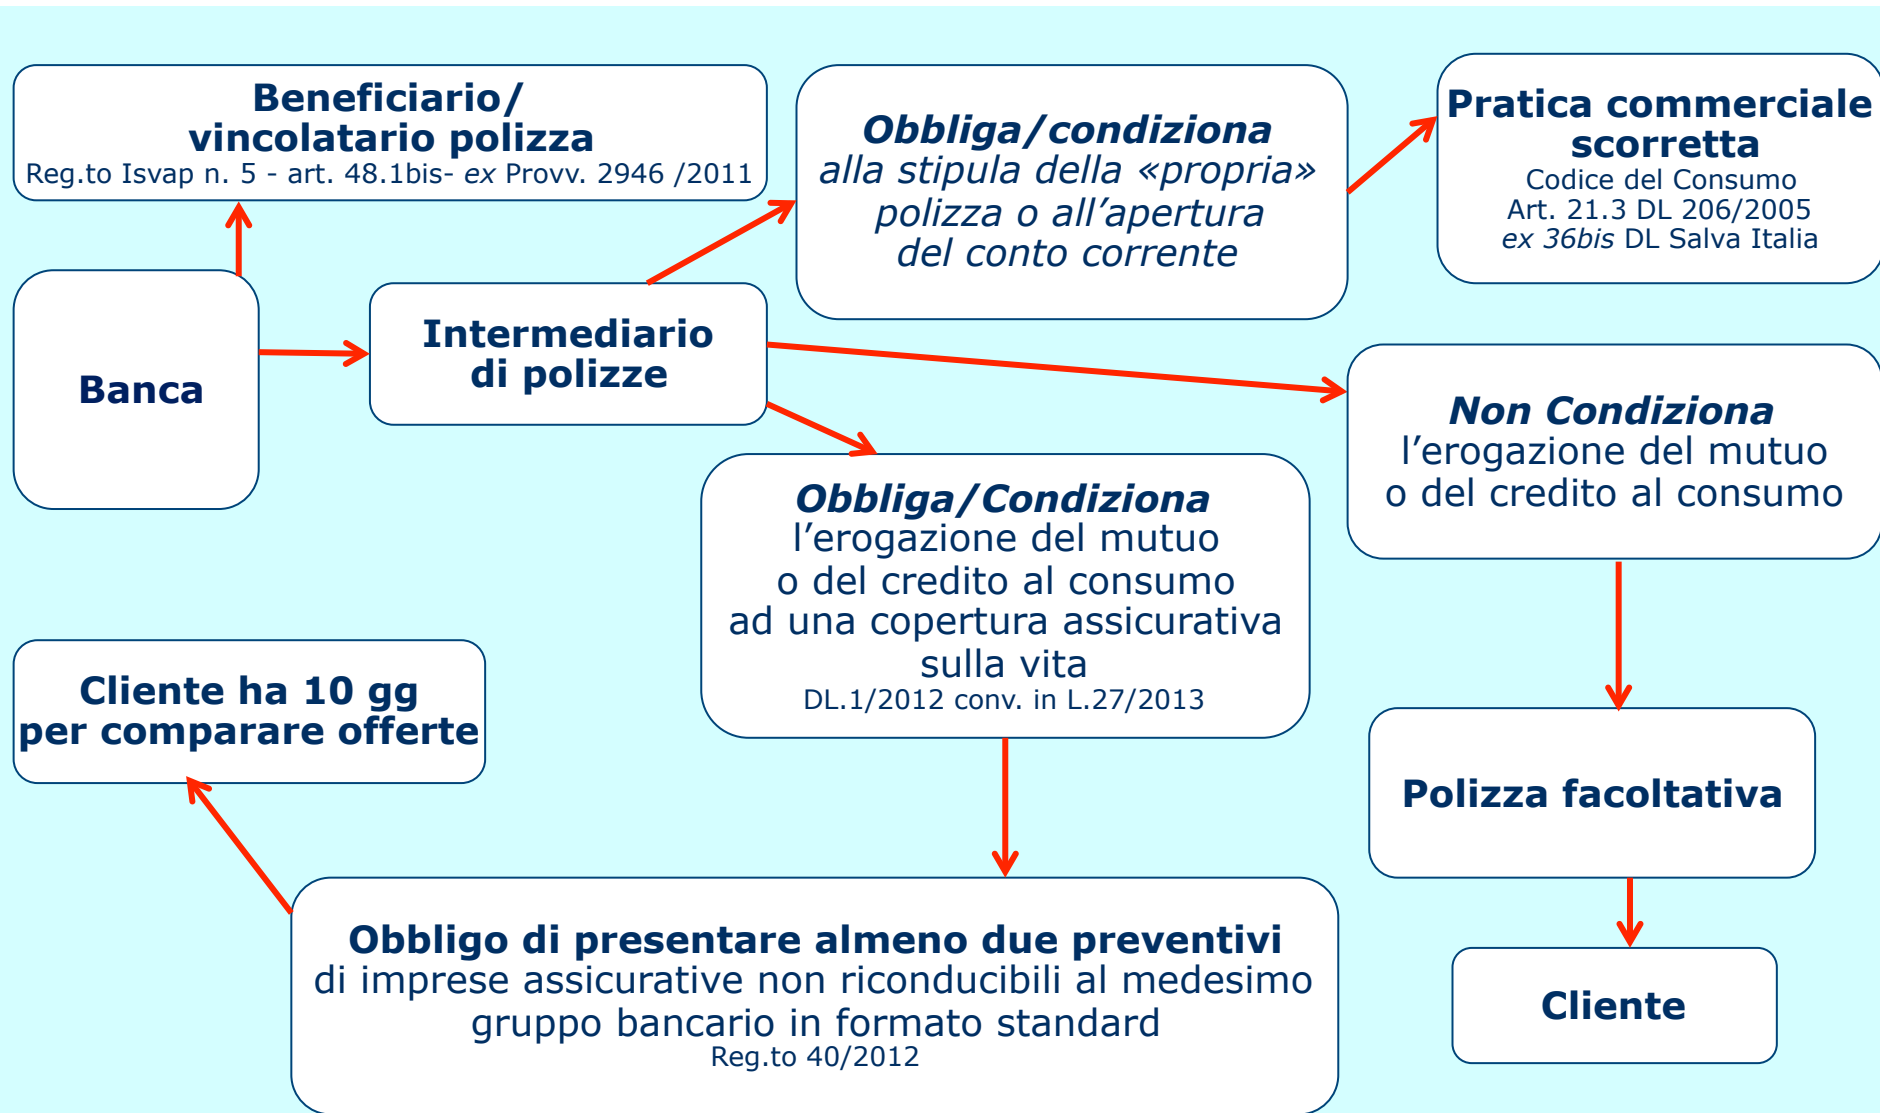 Beneficiario/
vincolatario polizza
Reg.to Isvap n. 5 - art. 48.1bis- ex Provv. 2946 /2011
Obbliga/condiziona
alla stipula della «propria»
polizza o all’apertura
del conto corrente
Pratica commerciale
scorretta
Codice del Consumo
Art. 21.3 DL 206/2005
ex 36bis DL Salva Italia
Banca
Intermediario
di polizze
Non Condiziona
l’erogazione del mutuo
o del credito al consumo
Obbliga/Condiziona
l’erogazione del mutuo
o del credito al consumo
ad una copertura assicurativa
sulla vita
DL.1/2012 conv. in L.27/2013
Cliente ha 10 gg
per comparare offerte
Polizza facoltativa
Obbligo di presentare almeno due preventivi
di imprese assicurative non riconducibili al medesimo
gruppo bancario in formato standard
Reg.to 40/2012
Cliente